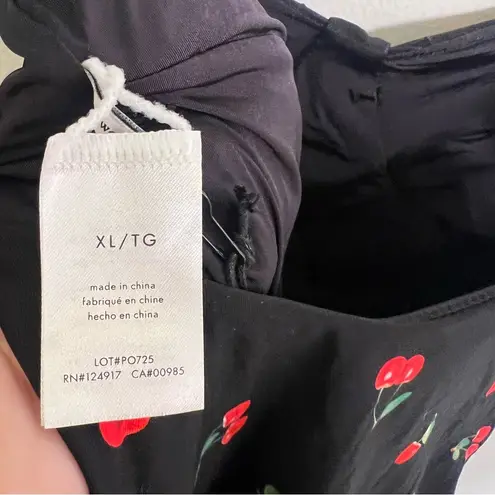 XL/TG
made in china
fabriqué en chine
hecho en china
LOT#PO725
RN#124917 CA#00985